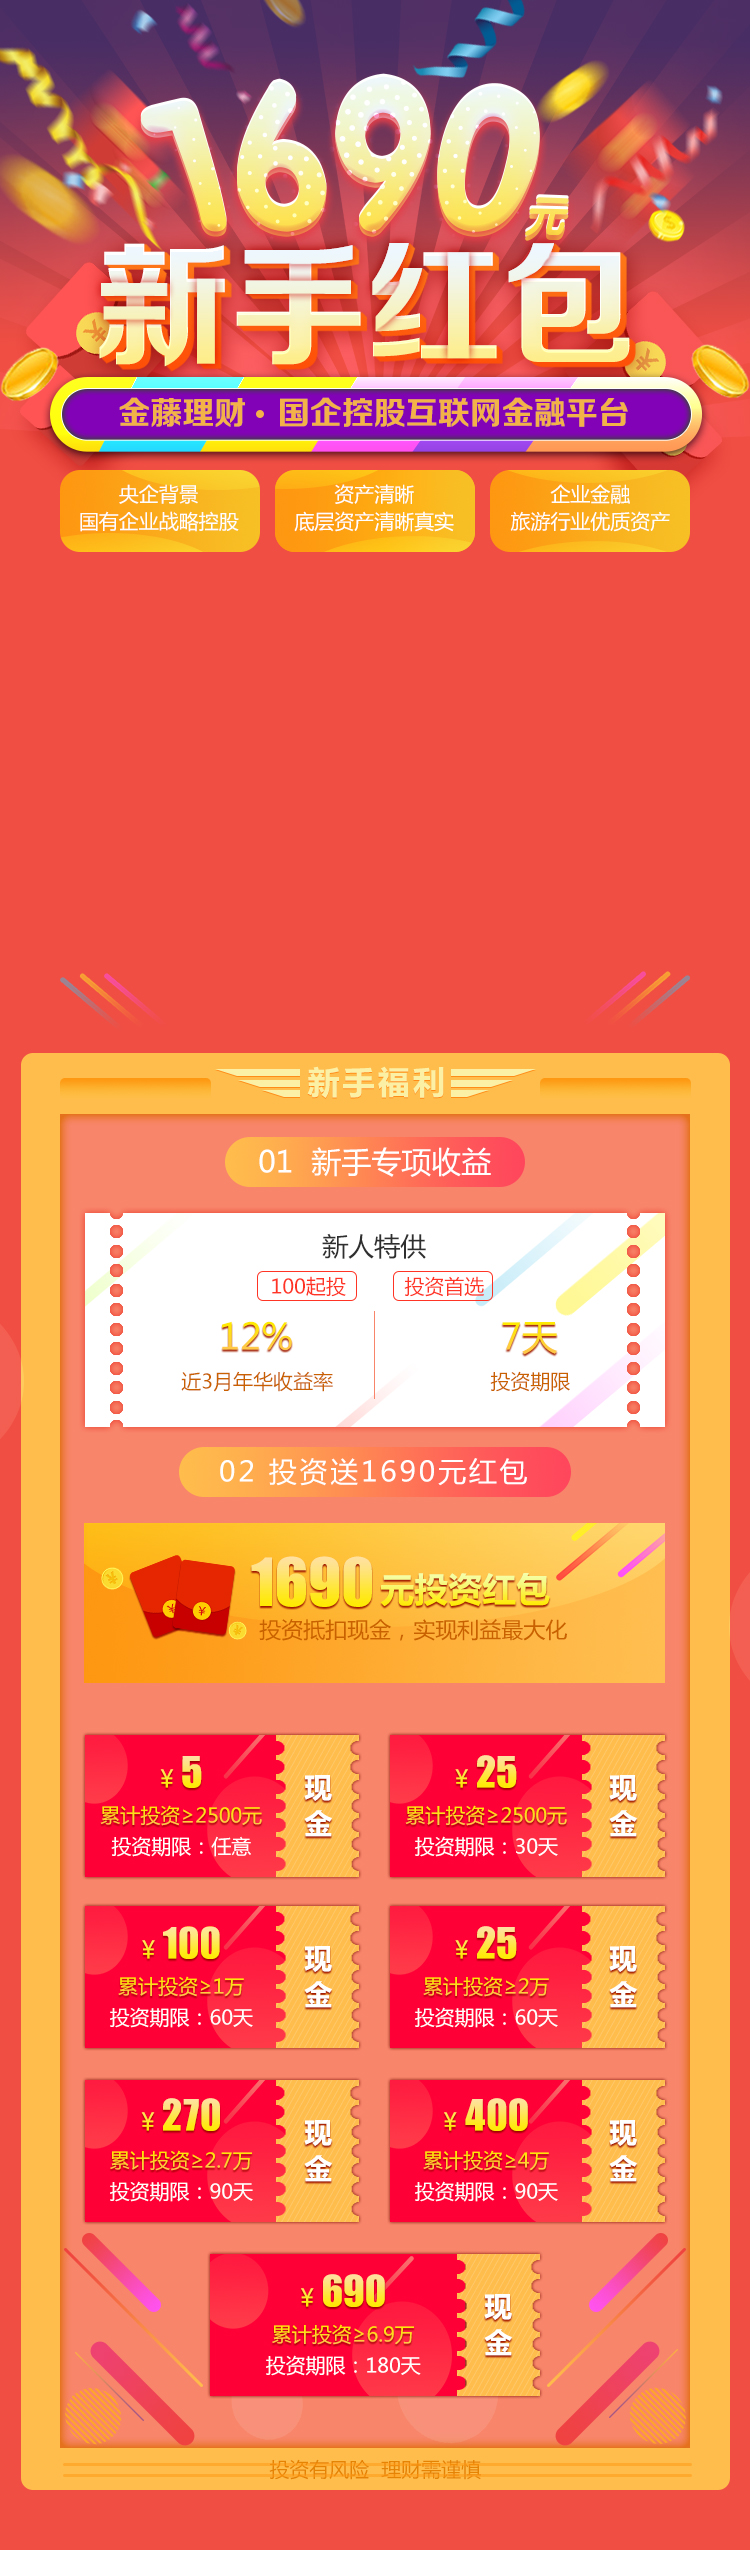 1690元
新手红包
金藤理财·国企控股互联网金融平台
央企背景
国有企业战略控股
资产清晰
底层资产清晰真实
企业金融
旅游行业优质资产
新手福利
01 新手专项收益
新人特供
100起投
投资首选
12%
近3月年华收益率
7天
投资期限
02 投资送1690元红包
1690元投资红包
投资抵扣现金，实现利益最大化
¥5
累计投资≥2500元
投资期限：任意
现金
¥25
累计投资≥2500元
投资期限：30天
现金
¥100
累计投资≥1万
投资期限：60天
现金
¥25
累计投资≥2万
投资期限：60天
现金
¥270
累计投资≥2.7万
投资期限：90天
现金
¥400
累计投资≥4万
投资期限：90天
现金
¥690
累计投资≥6.9万
投资期限：180天
现金
投资有风险 理财需谨慎